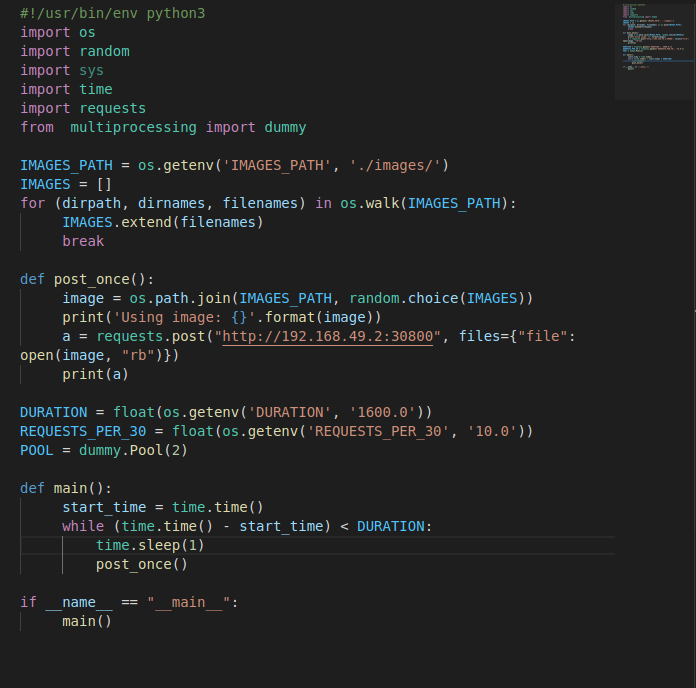 #!/usr/bin/env python3
import os
import random
import sys
import time
import requests
from  multiprocessing import dummy

IMAGES_PATH = os.getenv('IMAGES_PATH', './images/')
IMAGES = []
for (dirpath, dirnames, filenames) in os.walk(IMAGES_PATH):
     IMAGES.extend(filenames)
     break

def post_once():
     image = os.path.join(IMAGES_PATH, random.choice(IMAGES))
     print('Using image: {}'.format(image))
     a = requests.post("http://192.168.49.2:30800", files={"file":
open(image, "rb")})
     print(a)

DURATION = float(os.getenv('DURATION', '1600.0'))
REQUESTS_PER_30 = float(os.getenv('REQUESTS_PER_30', '10.0'))
POOL = dummy.Pool(2)

def main():
     start_time = time.time()
     while (time.time() - start_time) < DURATION:
         time.sleep(1)
         post_once()

if __name__ == "__main__":
     main()